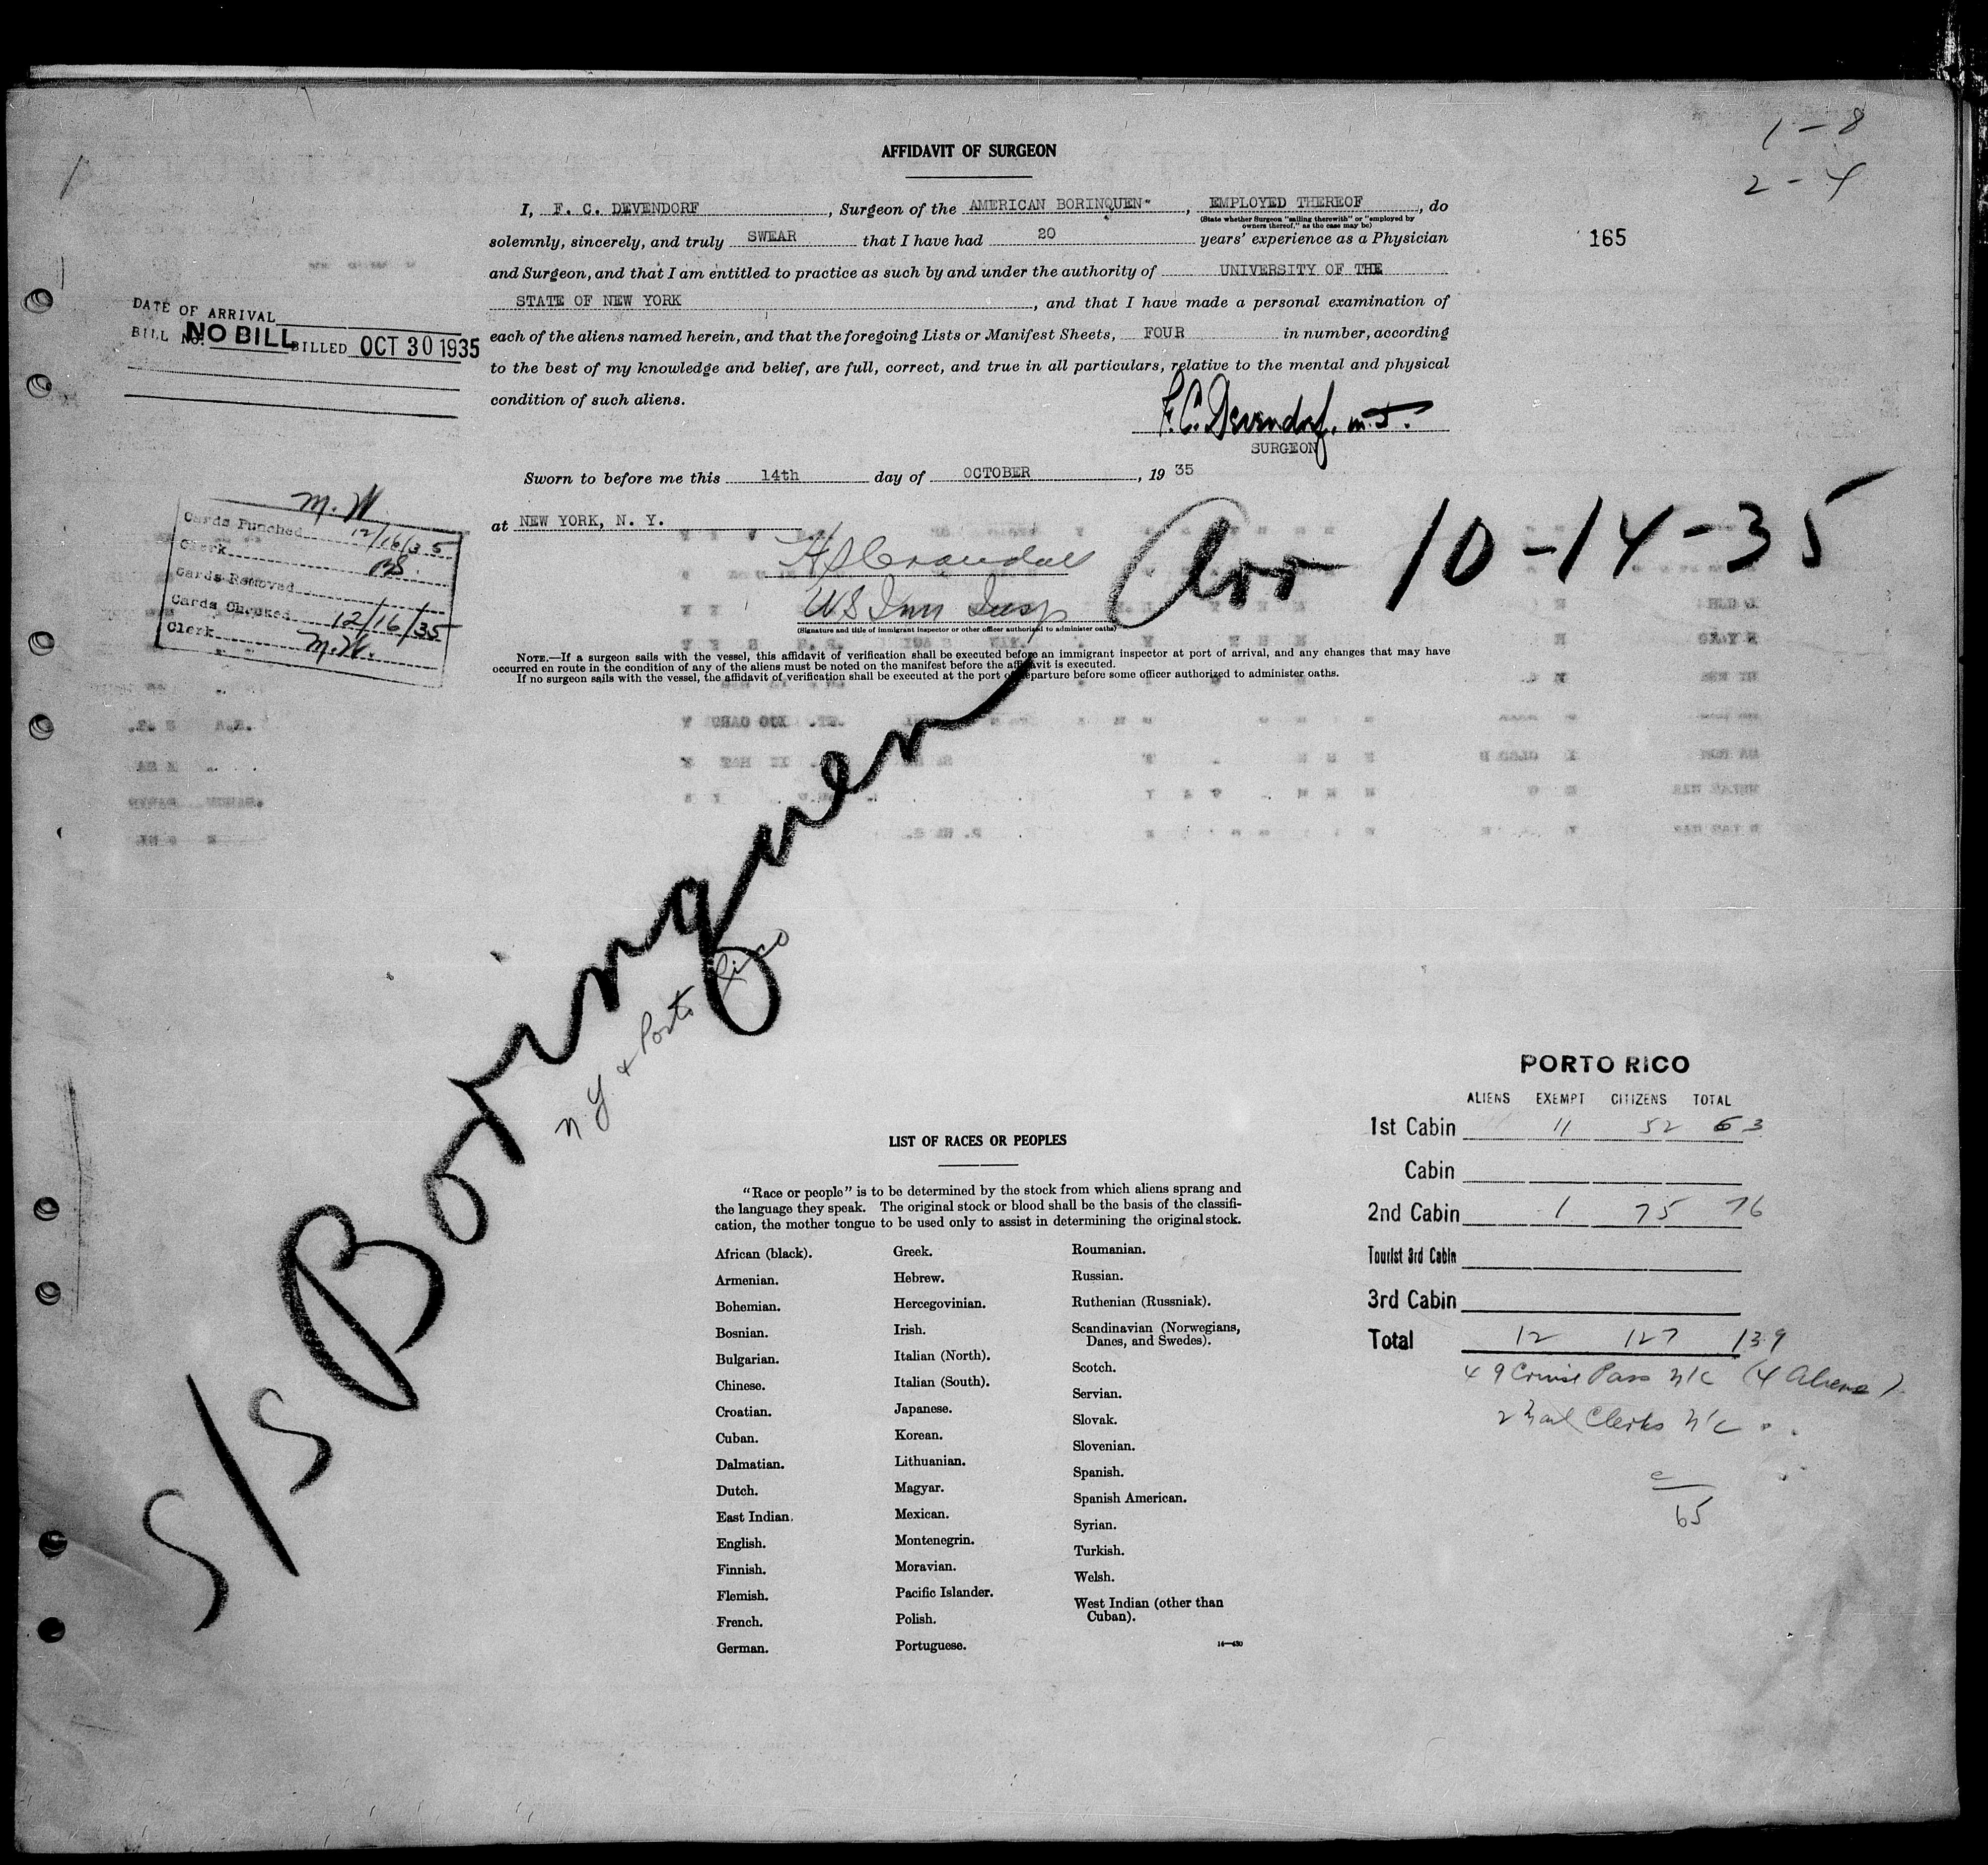 1 - 8
2 - 4
165
AFFIDAVIT OF SURGEON
I, F. C. DEVENDORF, Surgeon of the AMERICAN BORINQUEN", EMPLOYED THEREOF, do
(State whether Surgeon "sailing therewith" or "employed by
owners thereof," as the case may be)
solemnly, sincerely, and truly SWEAR that I have had 20 years' experience as a Physician
and Surgeon, and that I am entitled to practice as such by and under the authority of UNIVERSITY OF THE
STATE OF NEW YORK, and that I have made a personal examination of
each of the aliens named herein, and that the foregoing Lists or Manifest Sheets, FOUR in number, according
to the best of my knowledge and belief, are full, correct, and true in all particulars, relative to the mental and physical
condition of such aliens.
F. C. Devendorf, M.D.
SURGEON
Sworn to before me this 14th day of OCTOBER, 19 35
at NEW YORK, N. Y.
US Imm Insp
(Signature and title of immigrant inspector or other officer authorized to administer oaths)
NOTE.—If a surgeon sails with the vessel, this affidavit of verification shall be executed before an immigrant inspector at port of arrival, and any changes that may have
occurred en route in the condition of any of the aliens must be noted on the manifest before the affidavit is executed.
If no surgeon sails with the vessel, the affidavit of verification shall be executed at the port of departure before some officer authorized to administer oaths.
DATE OF ARRIVAL
BILL NO. NO BILL BILLED OCT 30 1935
M. W.
Cards Punched 12/16/35
Clerk
Cards Removed
Cards Checked 12/16/35
Clerk M.W.
Arr 10-14-35
S/S Borinquen
N.Y & Porto Rico
LIST OF RACES OR PEOPLES
"Race or people" is to be determined by the stock from which aliens sprang and
the language they speak. The original stock or blood shall be the basis of the classifi-
cation, the mother tongue to be used only to assist in determining the original stock.
African (black).
Armenian.
Bohemian.
Bosnian.
Bulgarian.
Chinese.
Croatian.
Cuban.
Dalmatian.
Dutch.
East Indian.
English.
Finnish.
Flemish.
French.
German.
Greek.
Hebrew.
Hercegovinian.
Irish.
Italian (North).
Italian (South).
Japanese.
Korean.
Lithuanian.
Magyar.
Mexican.
Montenegrin.
Moravian.
Pacific Islander.
Polish.
Portuguese.
Roumanian.
Russian.
Ruthenian (Russniak).
Scandinavian (Norwegians,
Danes, and Swedes).
Scotch.
Servian.
Slovak.
Slovenian.
Spanish.
Spanish American.
Syrian.
Turkish.
Welsh.
West Indian (other than
Cuban).
14—430
PORTO RICO
ALIENS EXEMPT CITIZENS TOTAL
1st Cabin 11 52 63
Cabin
2nd Cabin 1 75 76
Tourist 3rd Cabin
3rd Cabin
Total 12 127 139
49 Cruise Pass N/C (4 Aliens)
2 Mail Clerks N/C
65